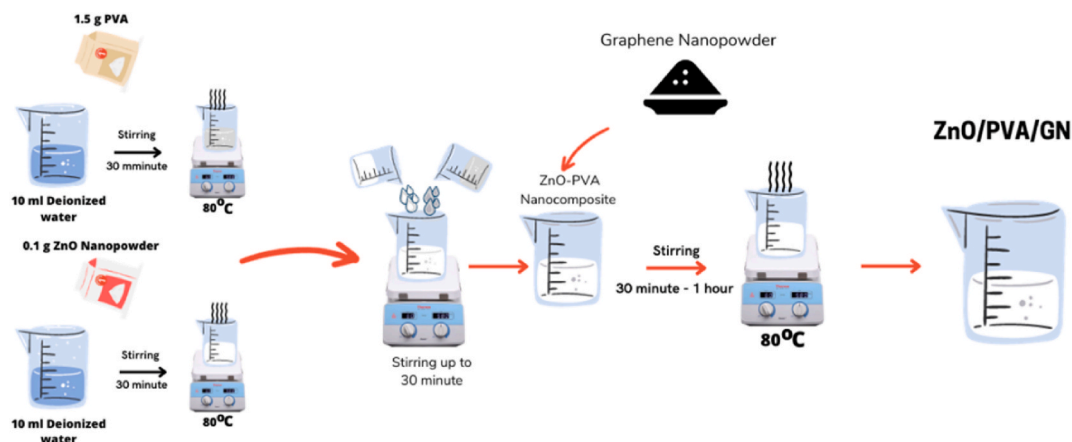 1.5 g PVA
Stirring
30 mminute
10 ml Deionized
water
80°C
0.1 g ZnO Nanopowder
Stirring
30 minute
10 ml Deionized
water
80°C
Stirring up to
30 minute
Graphene Nanopowder
ZnO-PVA
Nanocomposite
Stirring
30 minute - 1 hour
80°C
ZnO/PVA/GN